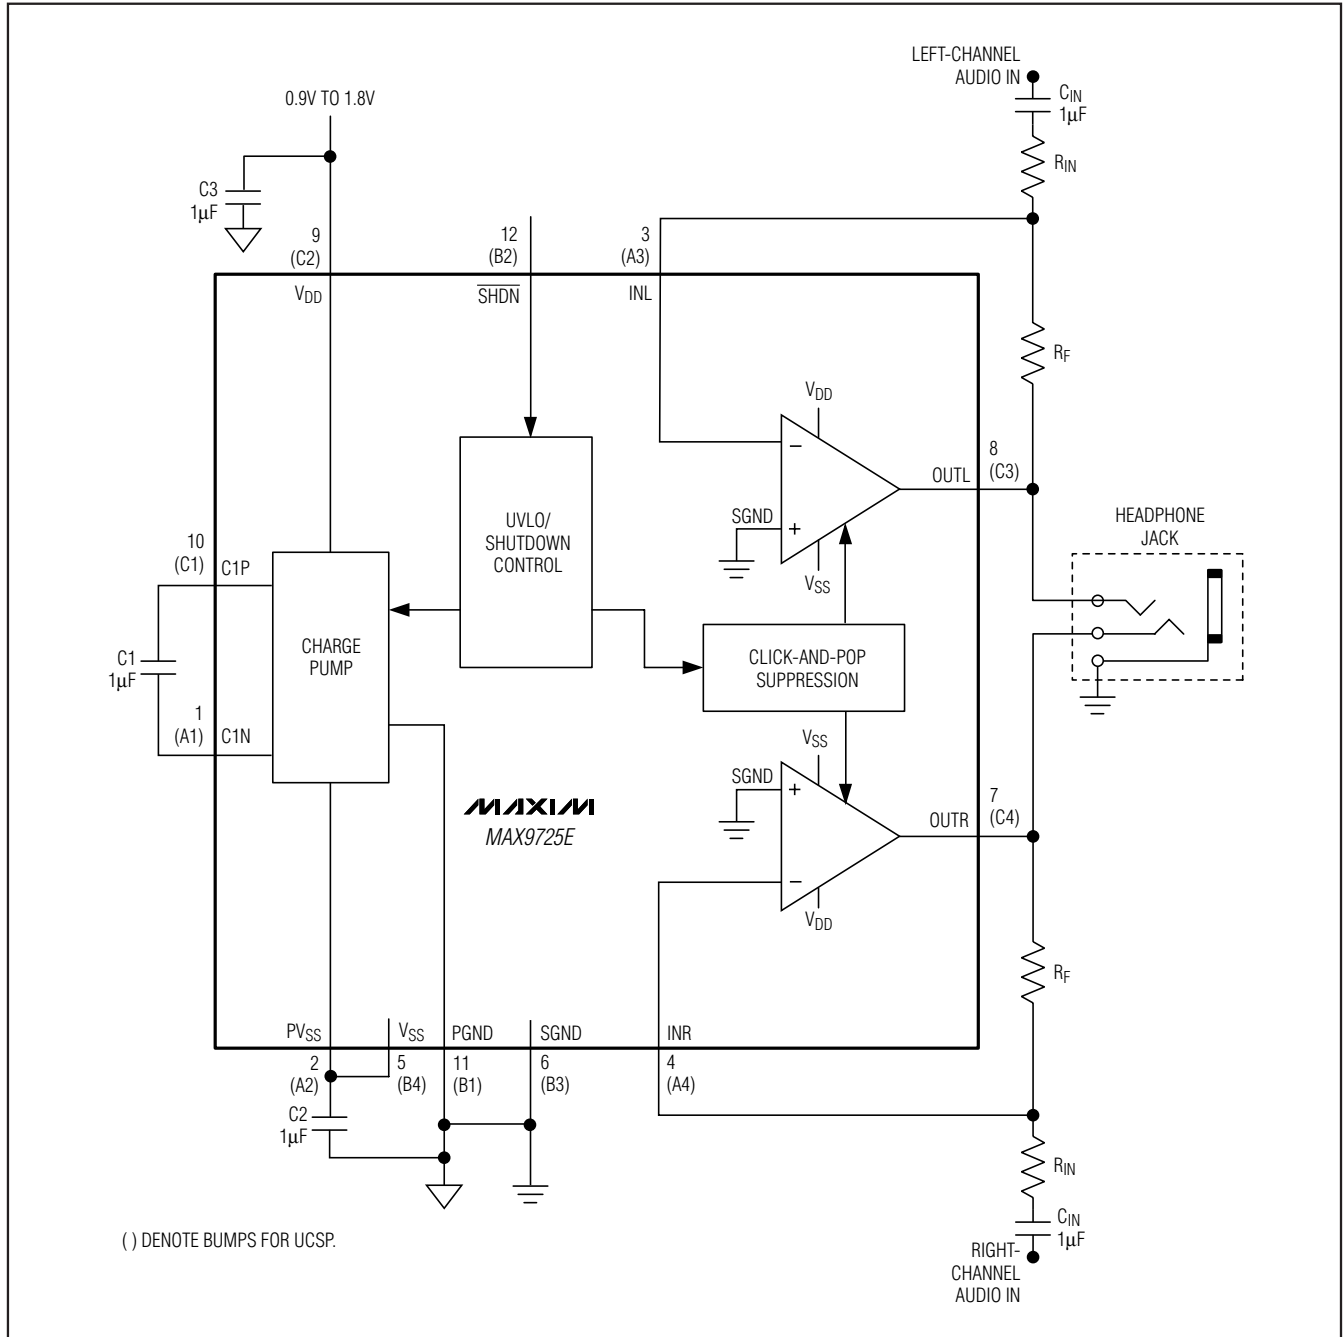 LEFT-CHANNEL
AUDIO IN
CIN
1µF
RIN
0.9V TO 1.8V
C3
1µF
9
(C2)
12
(B2)
3
(A3)
VDD
SHDN
INL
RF
VDD
−
8
(C3)
OUTL
SGND
+
VSS
UVLO/
SHUTDOWN
CONTROL
HEADPHONE
JACK
10
(C1)
C1P
CHARGE
PUMP
C1
1µF
1
(A1)
C1N
CLICK-AND-POP
SUPPRESSION
VSS
SGND
+
7
(C4)
OUTR
MAXIM
MAX9725E
−
VDD
RF
PVSS
VSS
PGND
SGND
INR
2
(A2)
5
(B4)
11
(B1)
6
(B3)
4
(A4)
C2
1µF
RIN
CIN
1µF
RIGHT-
CHANNEL
AUDIO IN
( ) DENOTE BUMPS FOR UCSP.